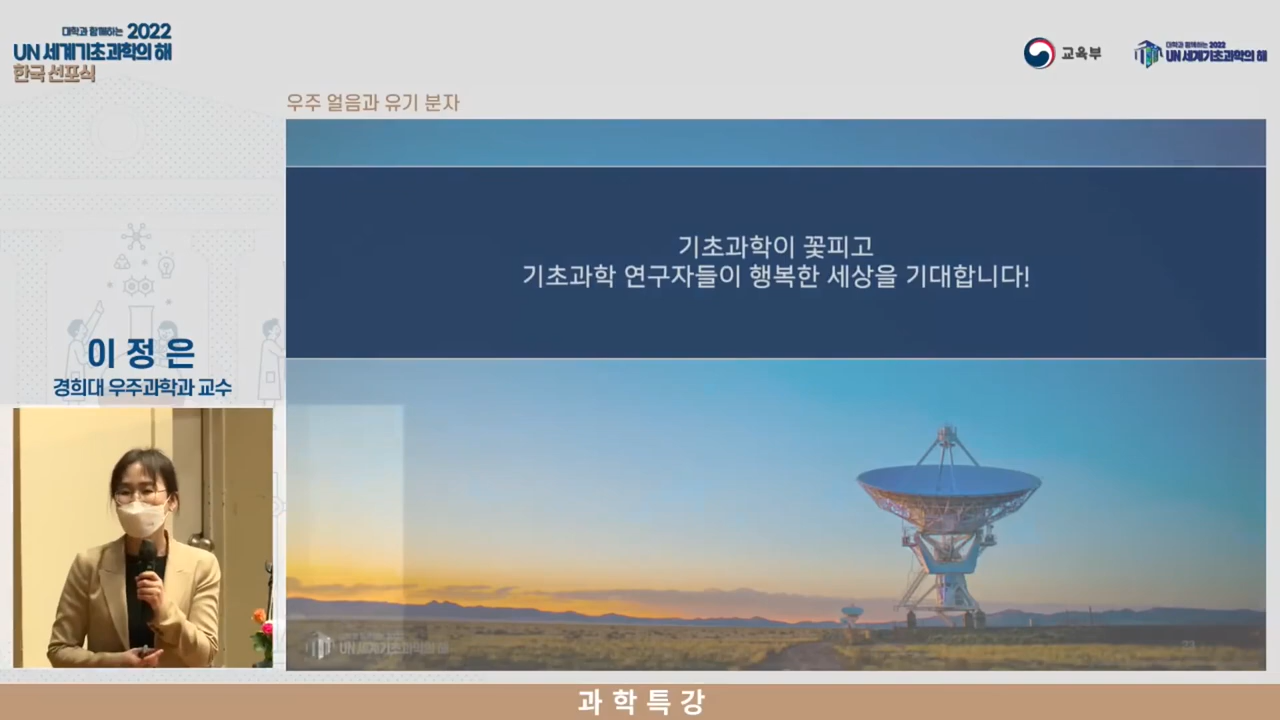 대학과 함께하는 2022
UN 세계기초과학의 해
한국 선포식
교육부
대학과 함께하는 2022
UN 세계기초과학의 해
우주 얼음과 유기 분자
기초과학이 꽃피고
기초과학 연구자들이 행복한 세상을 기대합니다!
이정은
경희대 우주과학과 교수
UN 세계기초과학의 해
23
과학특강